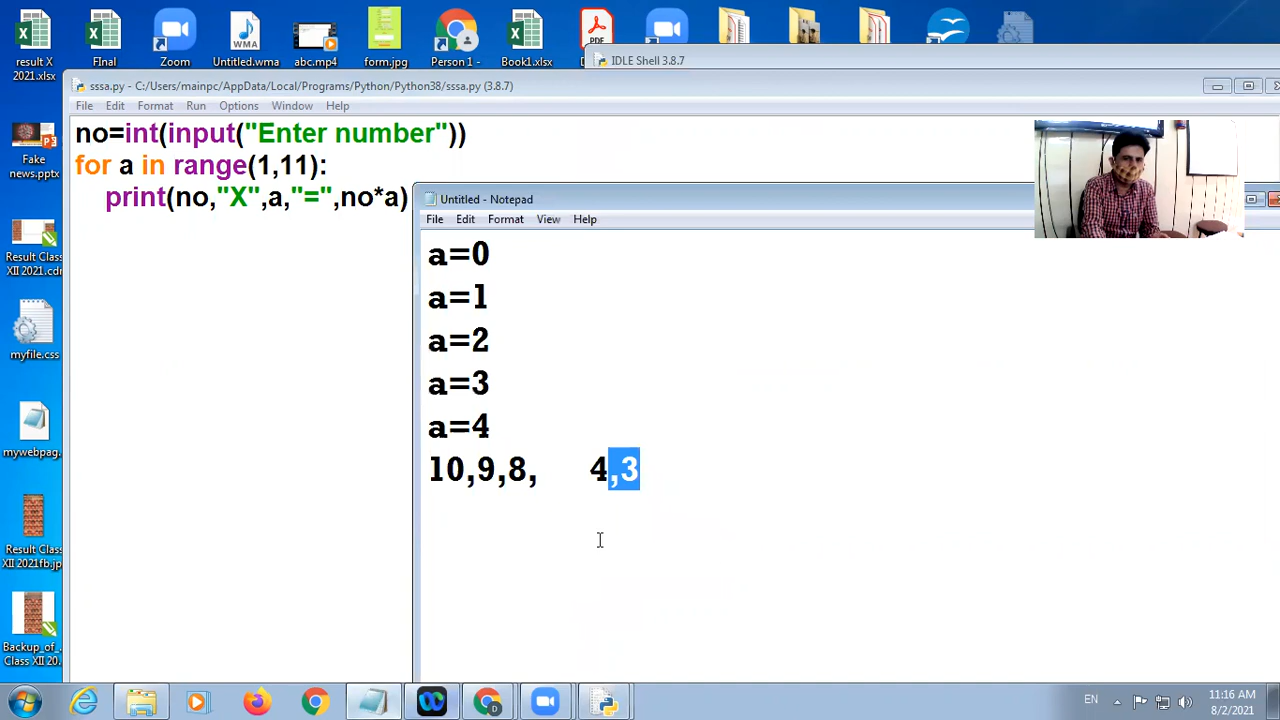 result X
2021.xlsx
FInal
Zoom
Untitled.wma
WMA
abc.mp4
form.jpg
Person 1 -
Book1.xlsx
PDF
IDLE Shell 3.8.7
sssa.py - C:/Users/mainpc/AppData/Local/Programs/Python/Python38/sssa.py (3.8.7)
File Edit Format Run Options Window Help
no=int(input("Enter number"))
for a in range(1,11):
print(no,"X",a,"=",no*a)
Untitled - Notepad
File Edit Format View Help
a=0
a=1
a=2
a=3
a=4
10,9,8, 4,3
Fake
news.pptx
Result Class
XII 2021.cdr
myfile.css
mywebpag.
Result Class
XII 2021fb.jp
Backup_of_.
Class XII 20.
EN
11:16 AM
8/2/2021